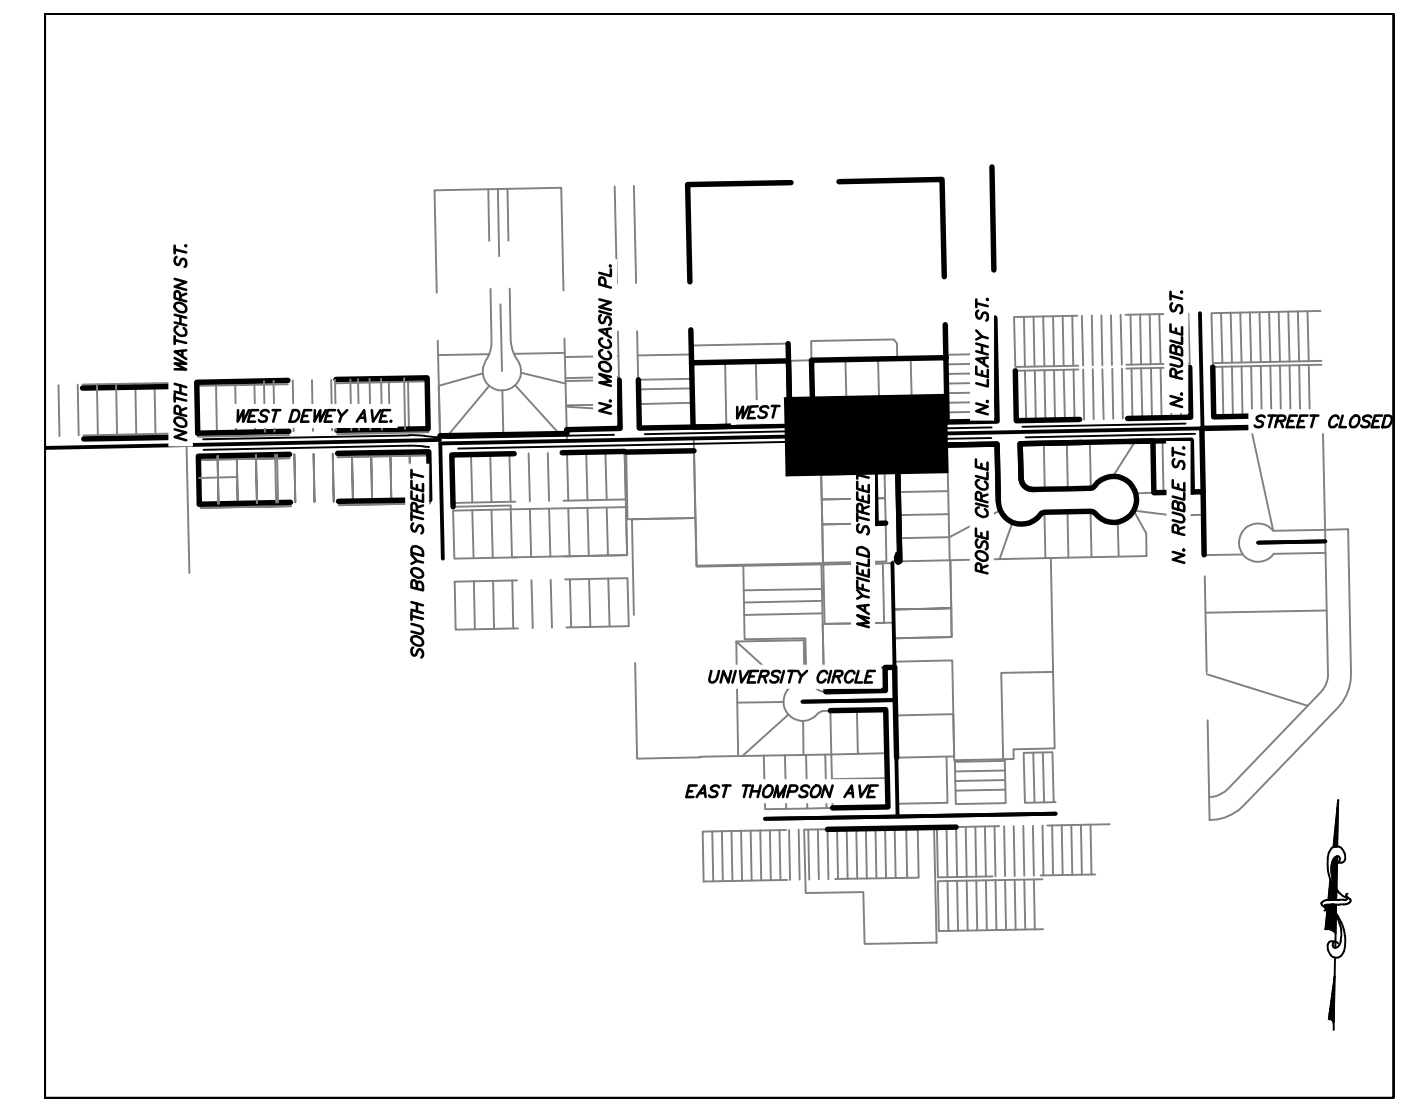 NORTH WATCHORN ST.
WEST DEWEY AVE.
SOUTH BOYD STREET
N. MOCCASIN PL.
WEST
N. LEAHY ST.
N. RUBLE ST.
STREET CLOSED
MAYFIELD STREET
ROSE CIRCLE
N. RUBLE ST.
UNIVERSITY CIRCLE
EAST THOMPSON AVE